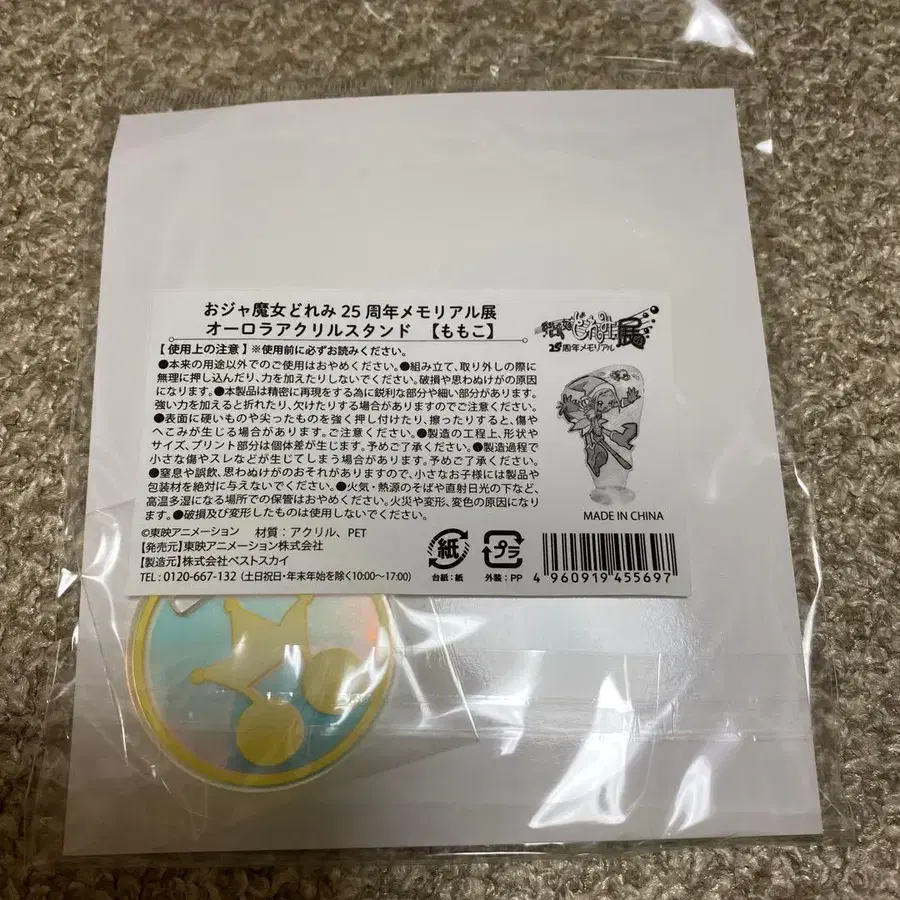 おジャ魔女どれみ 25 周年メモリアル展
オーロラアクリルスタンド 【ももこ】
【 使用上の注意 】※使用前に必ずお読みください。
●本来の用途以外でのご使用はおやめください。●組み立て、取り外しの際に
無理に押し込んだり、力を加えたりしないでください。破損や思わぬけがの原因
になります。●本製品は精密に再現をする為に鋭利な部分や細い部分があります。
強い力を加えると折れたり、欠けたりする場合がありますのでご注意ください。
●表面に硬いものや尖ったものを強く押し付けたり、擦ったりすると、傷や
へこみが生じる場合があります。ご注意ください。●製造の工程上、形状や
サイズ、プリント部分は個体差が生じます。予めご了承ください。●製造過程で
小さな傷やスレなどが生じてしまう場合があります。予めご了承ください。
●窒息や誤飲、思わぬけがのおそれがありますので、小さなお子様には製品や
包装材を絶対に与えないでください。●火気・熱源のそばや直射日光の下など、
高温多湿になる場所での保管はおやめください。火災や変形、変色の原因になりま
す。●破損及び変形したものは使用しないでください。
©東映アニメーション 材質：アクリル、PET
【発売元】東映アニメーション株式会社
【製造元】株式会社ベストスカイ
TEL : 0120-667-132 (土日祝日・年末年始を除く10:00〜17:00)
展
25周年メモリアル
MADE IN CHINA
紙
台紙：紙
プラ
外装：PP
4 960919 455697